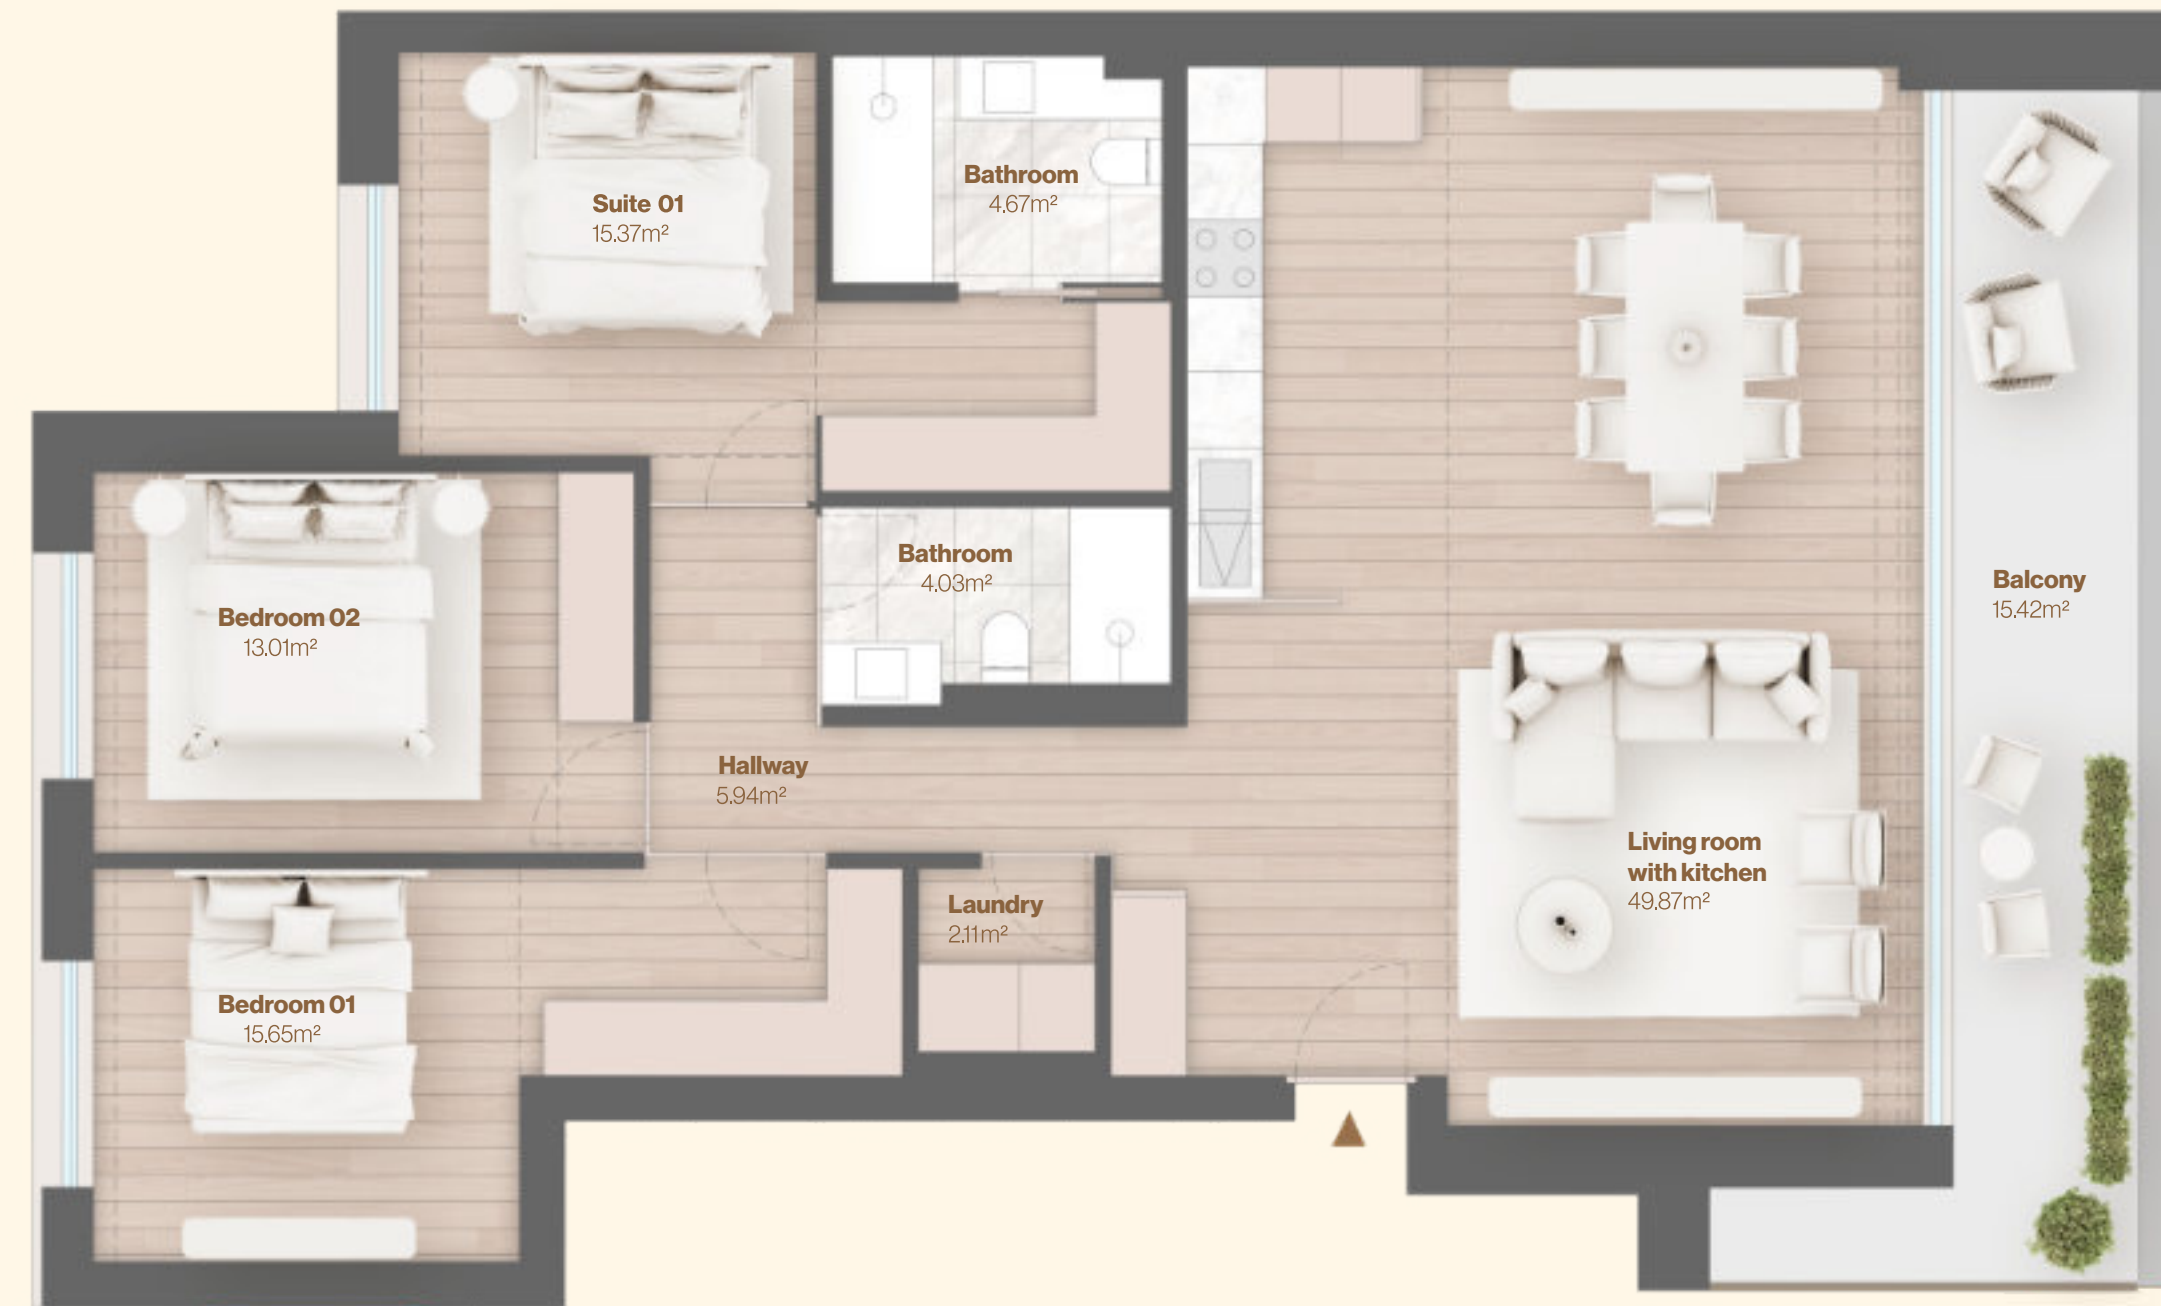 Suite 01
15.37m²
Bathroom
4.67m²
Bathroom
4.03m²
Balcony
15.42m²
Bedroom 02
13.01m²
Hallway
5.94m²
Living room
with kitchen
49.87m²
Laundry
2.11m²
Bedroom 01
15.65m²